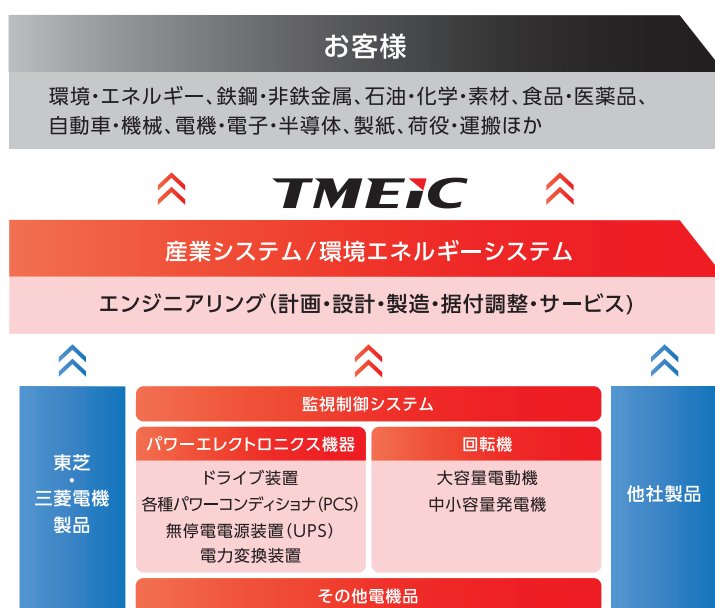 お客様
環境・エネルギー、鉄鋼・非鉄金属、石油・化学・素材、食品・医薬品、
自動車・機械、電機・電子・半導体、製紙、荷役・運搬ほか
TMEiC
産業システム/環境エネルギーシステム
エンジニアリング(計画・設計・製造・据付調整・サービス)
東芝
・
三菱電機
製品
監視制御システム
パワーエレクトロニクス機器
ドライブ装置
各種パワーコンディショナ(PCS)
無停電電源装置(UPS)
電力変換装置
回転機
大容量電動機
中小容量発電機
その他電機品
他社製品